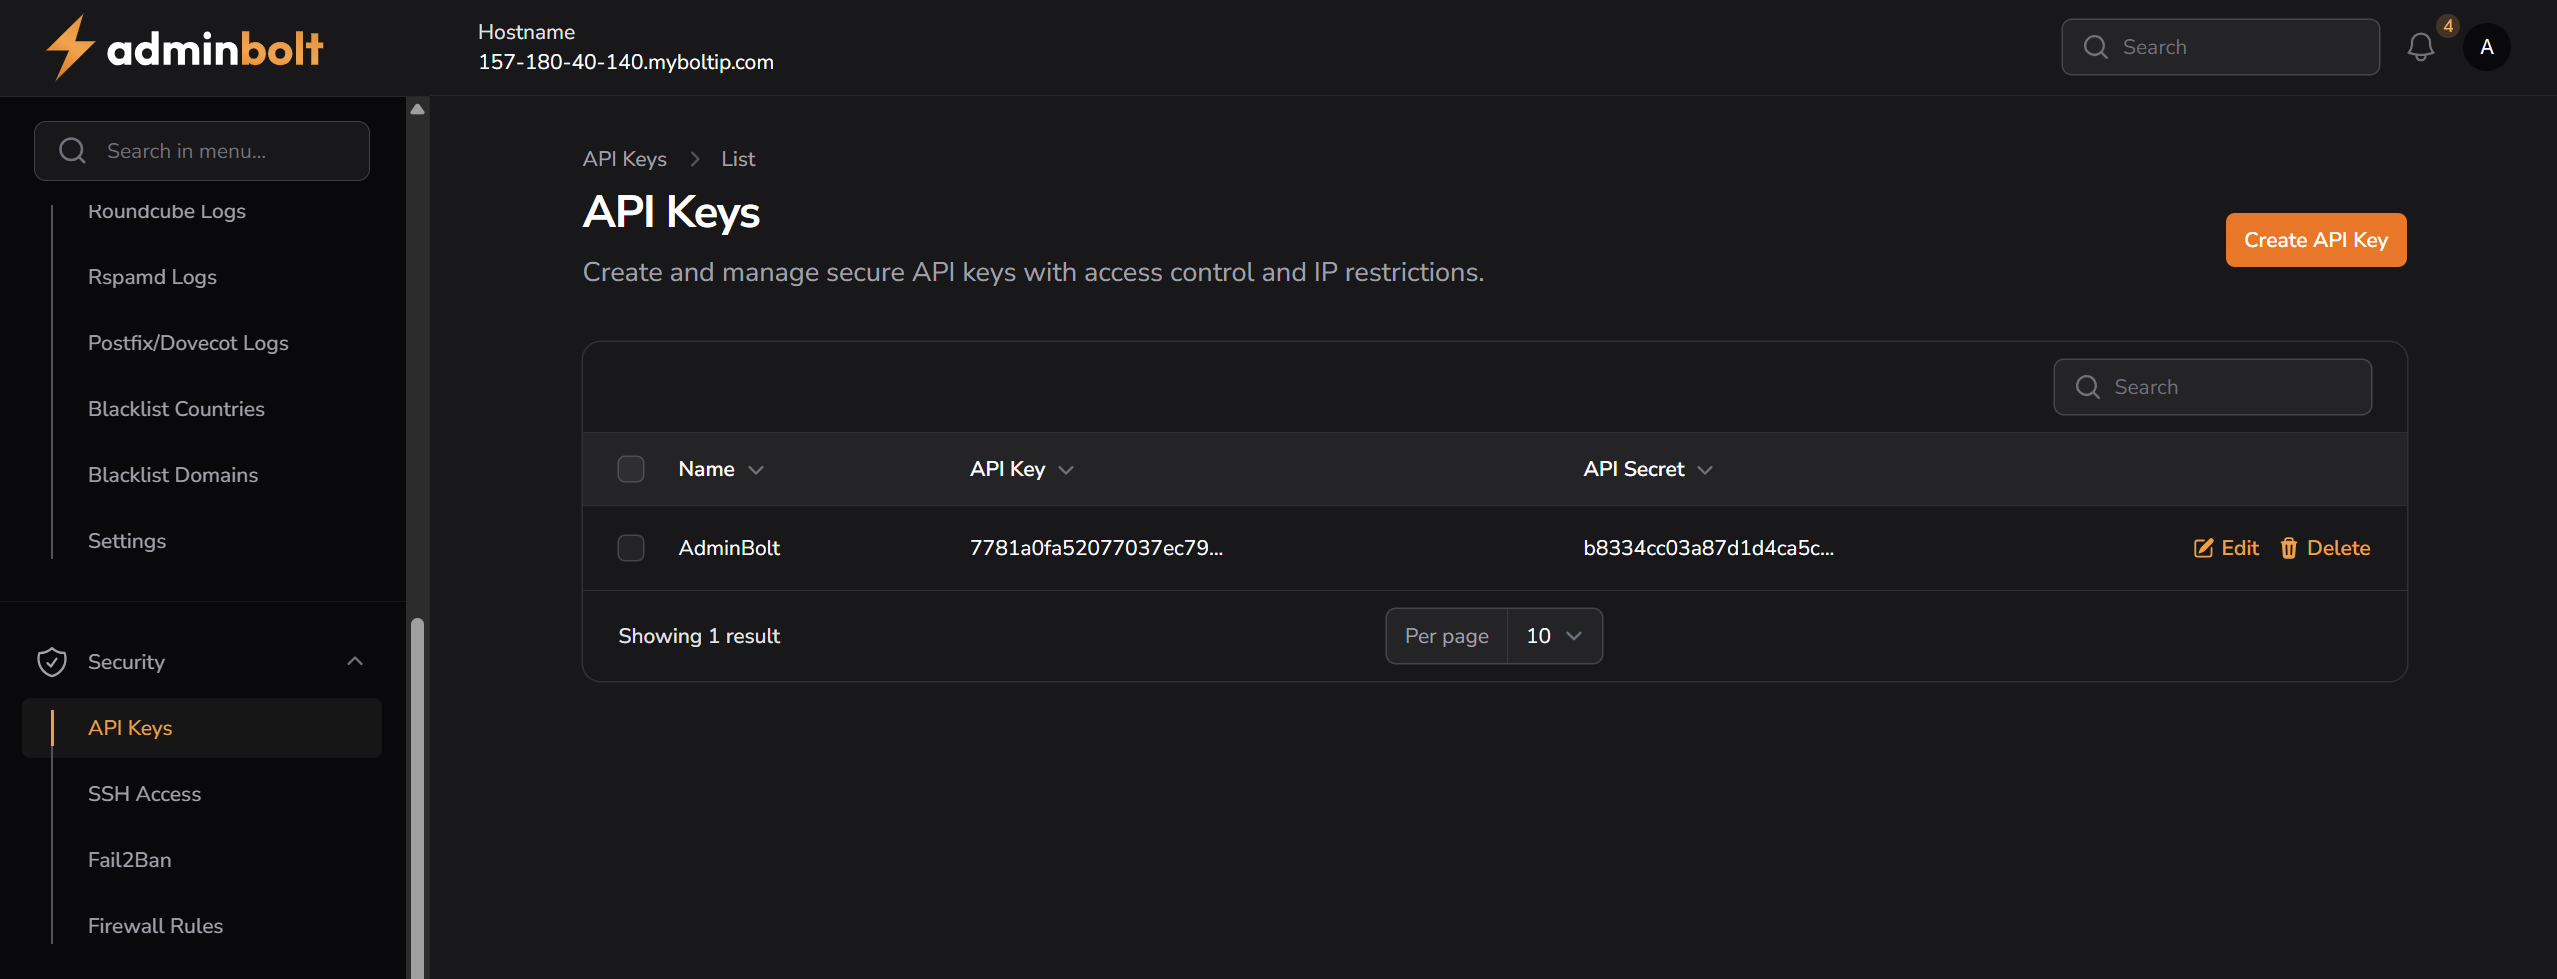 adminbolt
Hostname
157-180-40-140.myboltip.com
Search
4
A
Search in menu...
Roundcube Logs
Rspamd Logs
Postfix/Dovecot Logs
Blacklist Countries
Blacklist Domains
Settings
Security
API Keys
SSH Access
Fail2Ban
Firewall Rules
API Keys > List
API Keys
Create and manage secure API keys with access control and IP restrictions.
Create API Key
Search
Name API Key API Secret
AdminBolt 7781a0fa52077037ec79... b8334cc03a87d1d4ca5c... Edit Delete
Showing 1 result Per page 10